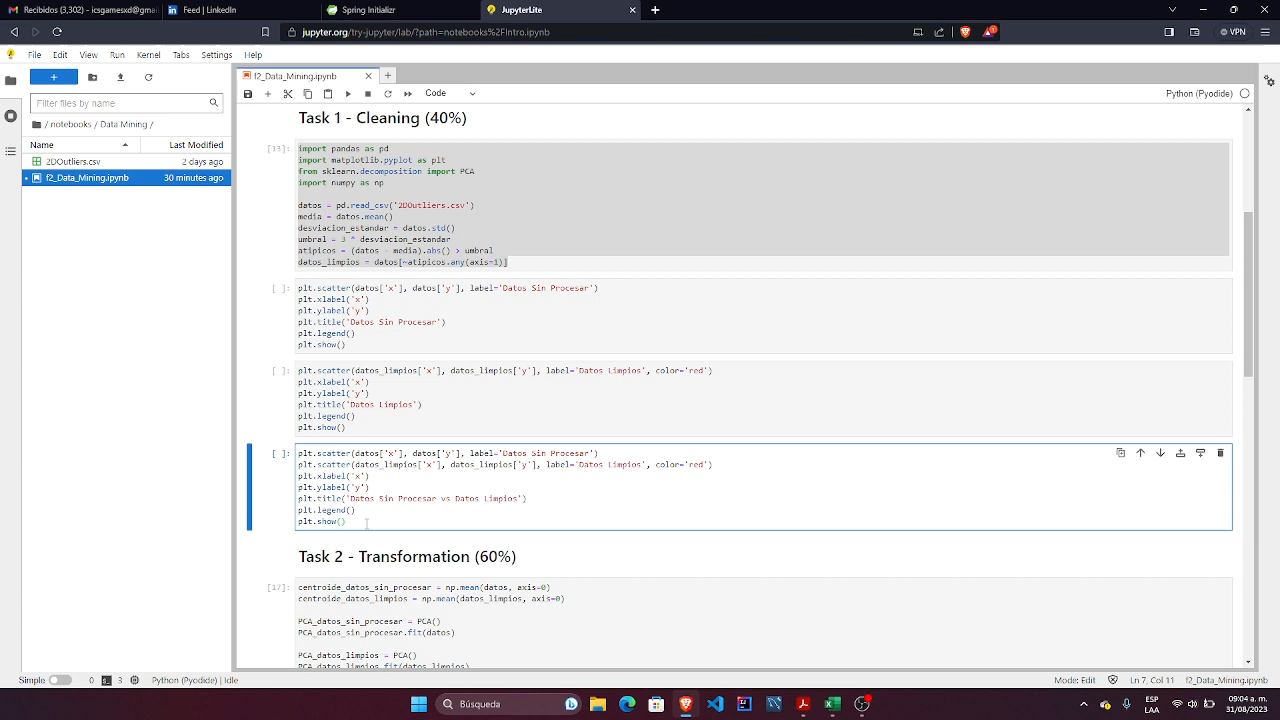 Recibidos (3,302) - icsgamesxd@gmai
Feed | LinkedIn
Spring Initializr
JupyterLite
jupyter.org/try-jupyter/lab/?path=notebooks%2FIntro.ipynb
VPN
File Edit View Run Kernel Tabs Settings Help
f2_Data_Mining.ipynb
Filter files by name
Code
Python (Pyodide)
/ notebooks / Data Mining /
Name Last Modified
2DOutliers.csv 2 days ago
f2_Data_Mining.ipynb 30 minutes ago
Task 1 - Cleaning (40%)
[13]:
import pandas as pd
import matplotlib.pyplot as plt
from sklearn.decomposition import PCA
import numpy as np
datos = pd.read_csv('2DOutliers.csv')
media = datos.mean()
desviacion_estandar = datos.std()
umbral = 3 * desviacion_estandar
atipicos = (datos - media).abs() > umbral
datos_limpios = datos[~atipicos.any(axis=1)]
[ ]:
plt.scatter(datos['x'], datos['y'], label='Datos Sin Procesar')
plt.xlabel('x')
plt.ylabel('y')
plt.title('Datos Sin Procesar')
plt.legend()
plt.show()
[ ]:
plt.scatter(datos_limpios['x'], datos_limpios['y'], label='Datos Limpios', color='red')
plt.xlabel('x')
plt.ylabel('y')
plt.title('Datos Limpios')
plt.legend()
plt.show()
[ ]:
plt.scatter(datos['x'], datos['y'], label='Datos Sin Procesar')
plt.scatter(datos_limpios['x'], datos_limpios['y'], label='Datos Limpios', color='red')
plt.xlabel('x')
plt.ylabel('y')
plt.title('Datos Sin Procesar vs Datos Limpios')
plt.legend()
plt.show()
Task 2 - Transformation (60%)
[17]:
centroide_datos_sin_procesar = np.mean(datos, axis=0)
centroide_datos_limpios = np.mean(datos_limpios, axis=0)
PCA_datos_sin_procesar = PCA()
PCA_datos_sin_procesar.fit(datos)
PCA_datos_limpios = PCA()
PCA_datos_limpios.fit(datos_limpios)
Simple 0 3 Python (Pyodide) | Idle
Mode: Edit Ln 7, Col 11 f2_Data_Mining.ipynb
Búsqueda
ESP
LAA
09:04 a. m.
31/08/2023